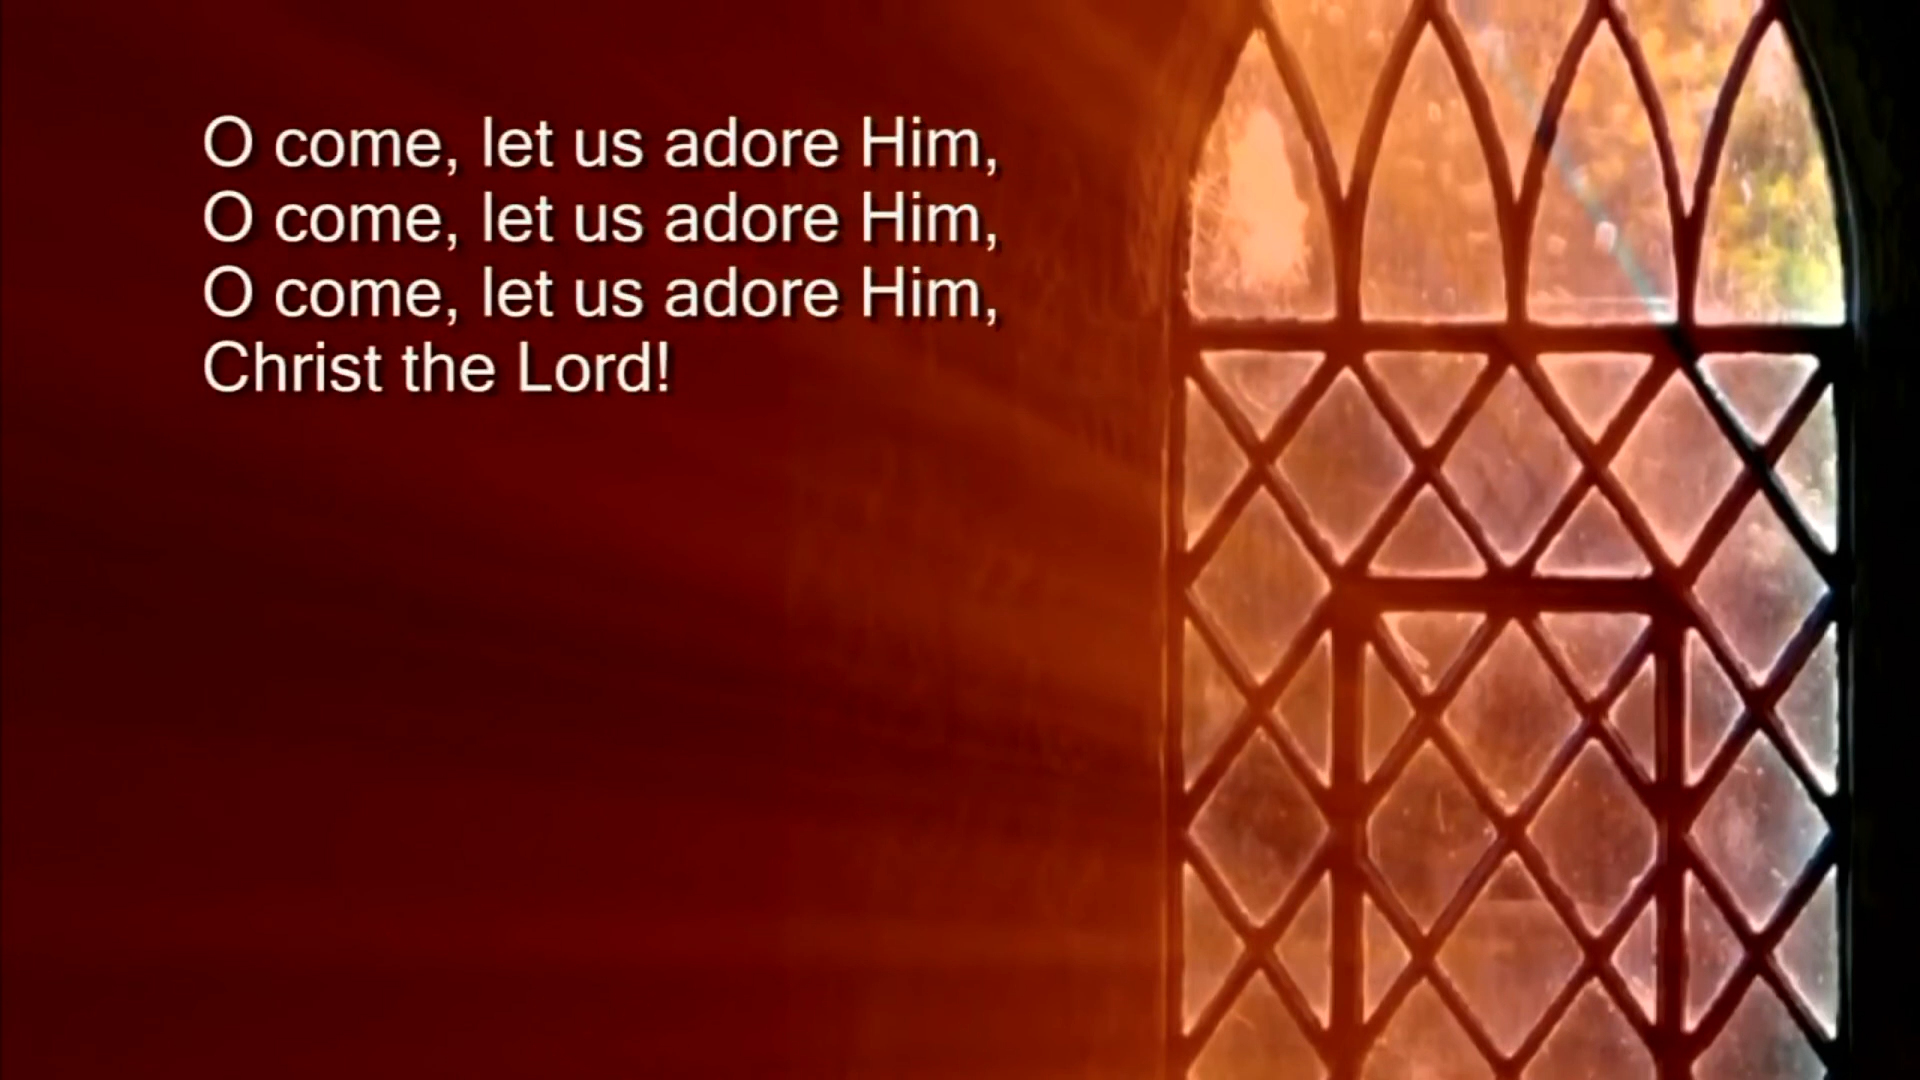 O come, let us adore Him,
O come, let us adore Him,
O come, let us adore Him,
Christ the Lord!